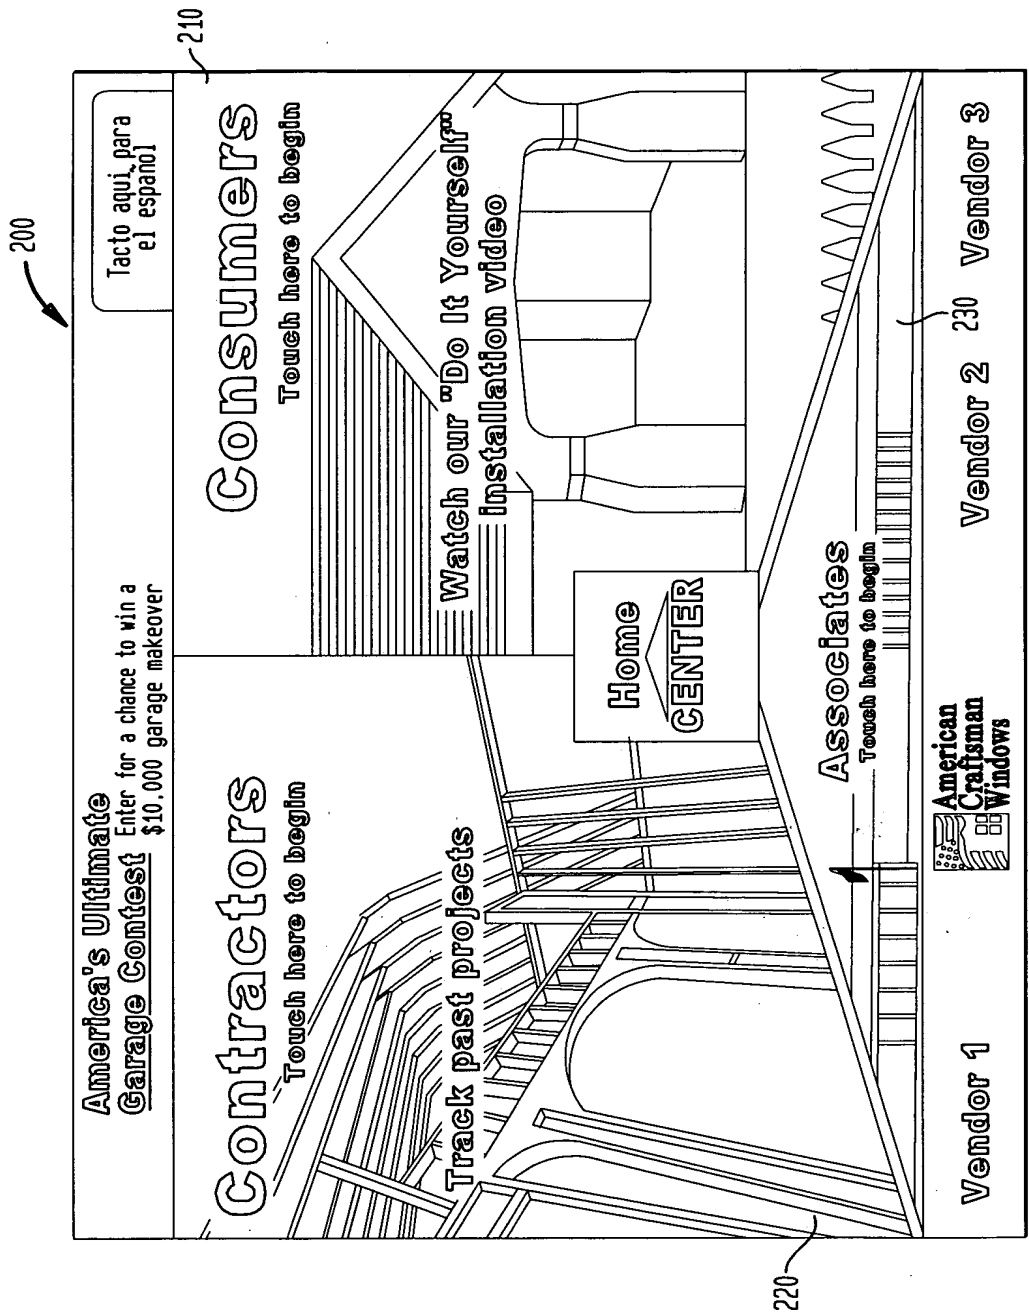 200
210
America's Ultimate
Garage Contest
Enter for a chance to win a
$10.000 garage makeover
Tacto aquí, para
el español
Contractors
Touch here to begin
Consumers
Touch here to begin
Track past projects
Watch our "Do It Yourself"
installation video
Home
CENTER
Associates
Touch here to begin
220
230
Vendor 1
American
Craftsman
Windows
Vendor 2
Vendor 3